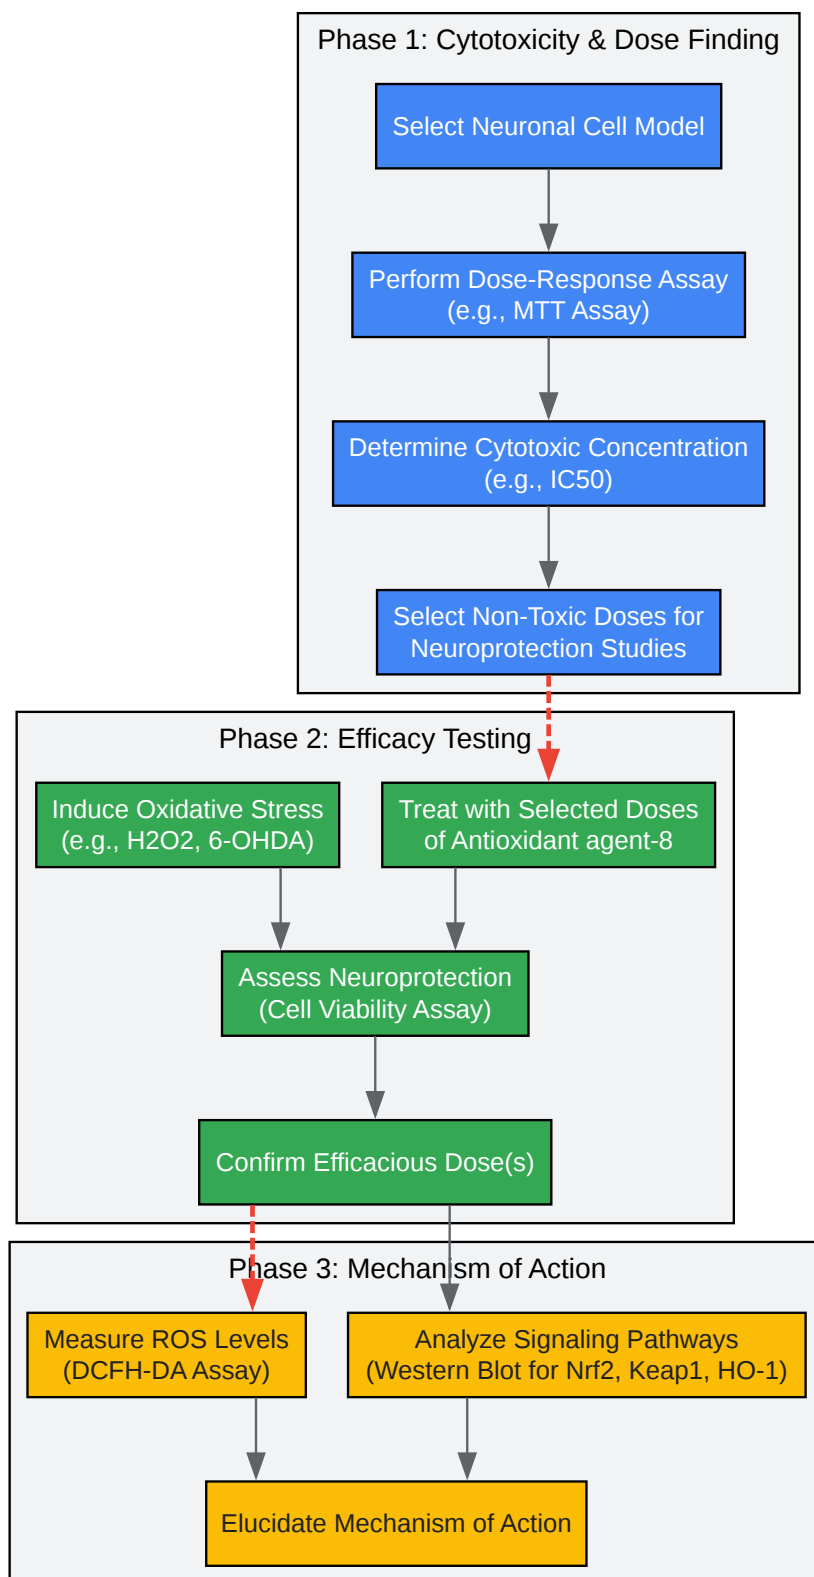 Phase 1: Cytotoxicity & Dose Finding
Select Neuronal Cell Model
Perform Dose-Response Assay
(e.g., MTT Assay)
Determine Cytotoxic Concentration
(e.g., IC50)
Select Non-Toxic Doses for
Neuroprotection Studies
Phase 2: Efficacy Testing
Induce Oxidative Stress
(e.g., H2O2, 6-OHDA)
Treat with Selected Doses
of Antioxidant agent-8
Assess Neuroprotection
(Cell Viability Assay)
Confirm Efficacious Dose(s)
Phase 3: Mechanism of Action
Measure ROS Levels
(DCFH-DA Assay)
Analyze Signaling Pathways
(Western Blot for Nrf2, Keap1, HO-1)
Elucidate Mechanism of Action